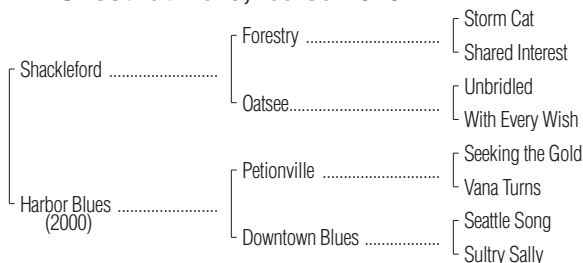 Storm Cat
Forestry
Shared Interest
Shackleford
Unbridled
Oatsee
With Every Wish
Seeking the Gold
Petionville
Vana Turns
Harbor Blues
(2000)
Seattle Song
Downtown Blues
Sultry Sally